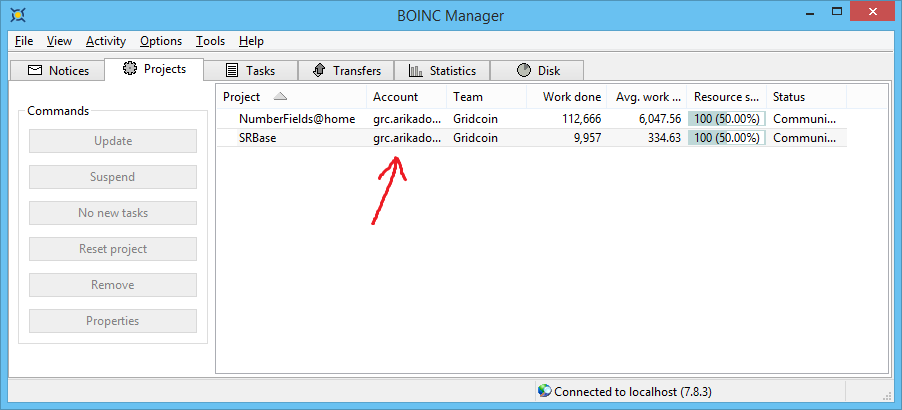 BOINC Manager
File View Activity Options Tools Help
Notices Projects Tasks Transfers Statistics Disk
Commands
Update
Suspend
No new tasks
Reset project
Remove
Properties
Project Account Team Work done Avg. work ... Resource s... Status
NumberFields@home grc.arikado... Gridcoin 112,666 6,047.56 100 (50.00%) Communi...
SRBase grc.arikado... Gridcoin 9,957 334.63 100 (50.00%) Communi...
Connected to localhost (7.8.3)